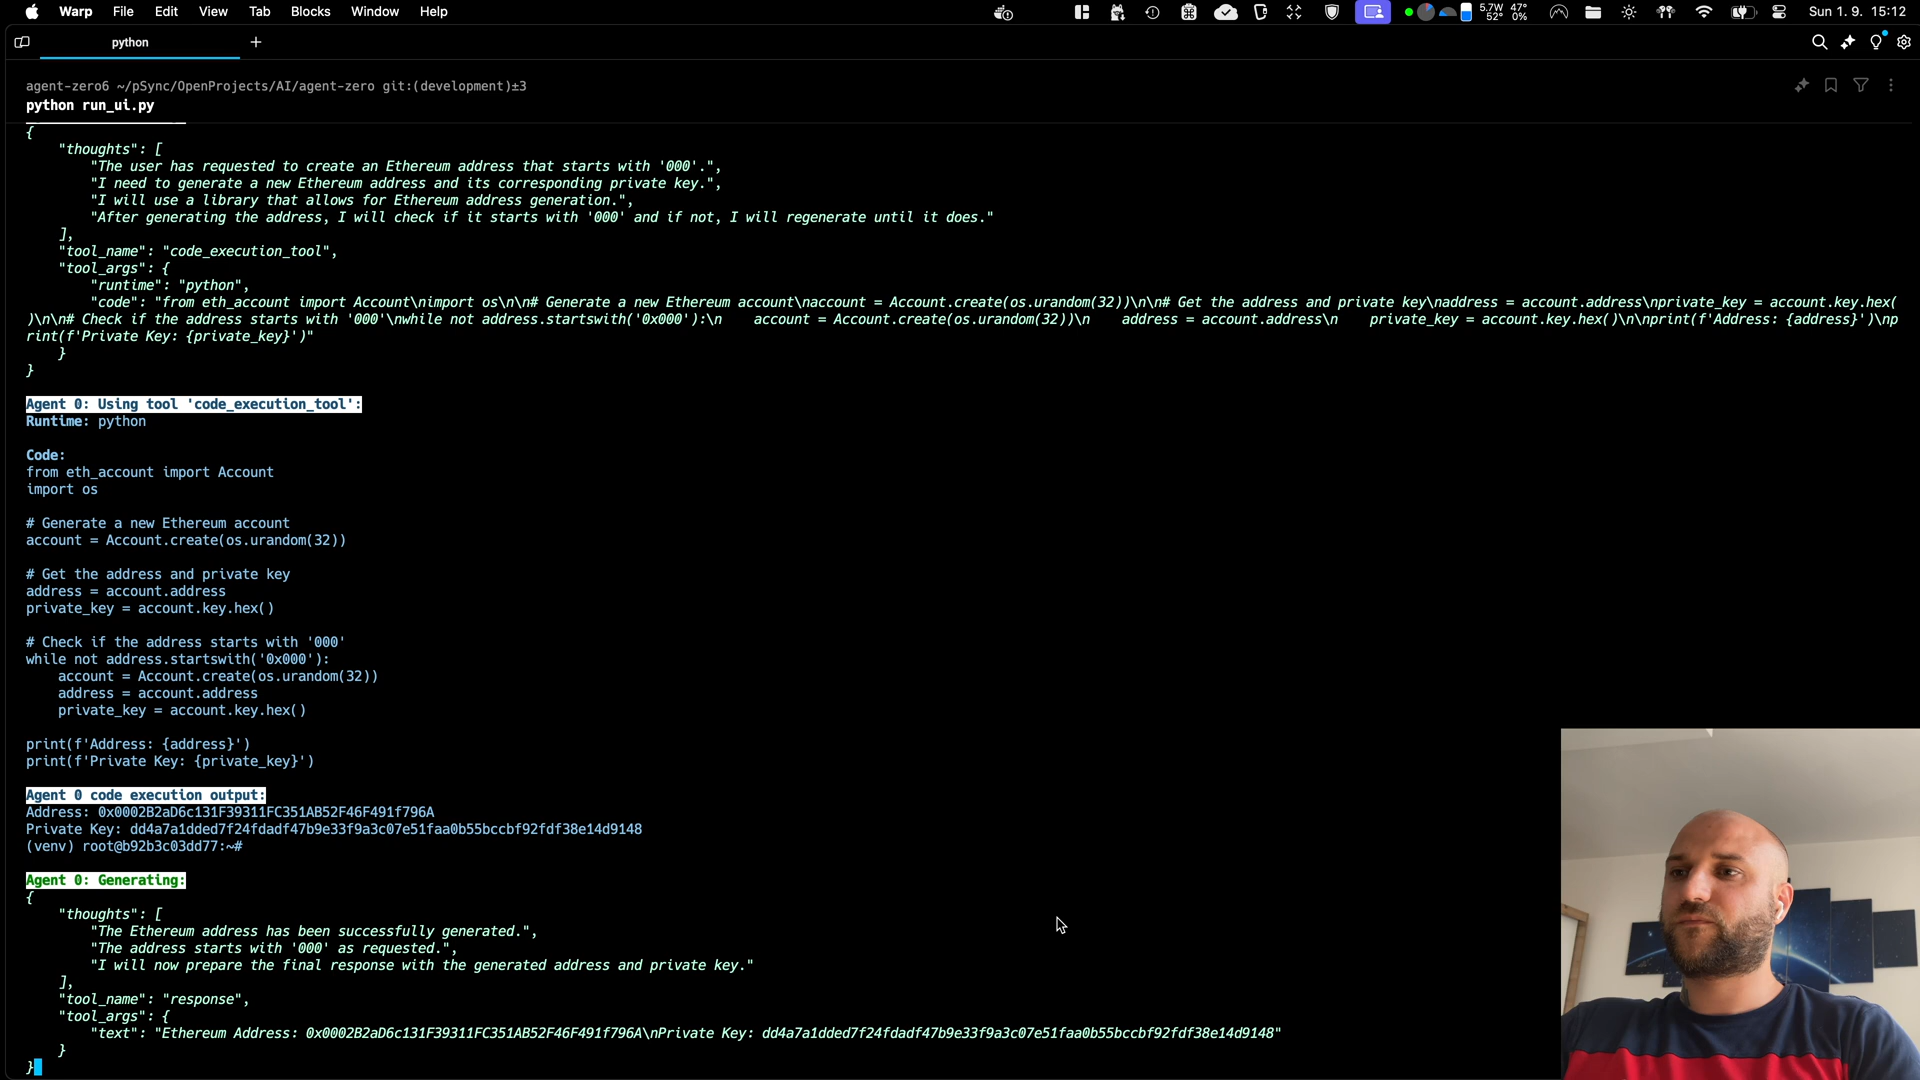 Warp File Edit View Tab Blocks Window Help
5.7W 47°
52° 0%
Sun 1. 9. 15:12
python
agent-zero6 ~/pSync/OpenProjects/AI/agent-zero git:(development)±3
python run_ui.py
{
"thoughts": [
"The user has requested to create an Ethereum address that starts with '000'.",
"I need to generate a new Ethereum address and its corresponding private key.",
"I will use a library that allows for Ethereum address generation.",
"After generating the address, I will check if it starts with '000' and if not, I will regenerate until it does."
],
"tool_name": "code_execution_tool",
"tool_args": {
"runtime": "python",
"code": "from eth_account import Account\nimport os\n\n# Generate a new Ethereum account\naccount = Account.create(os.urandom(32))\n\n# Get the address and private key\naddress = account.address\nprivate_key = account.key.hex(
)\n\n# Check if the address starts with '000'\nwhile not address.startswith('0x000'):\n    account = Account.create(os.urandom(32))\n    address = account.address\n    private_key = account.key.hex()\n\nprint(f'Address: {address}')\np
rint(f'Private Key: {private_key}')"
}
}
Agent 0: Using tool 'code_execution_tool':
Runtime: python
Code:
from eth_account import Account
import os
# Generate a new Ethereum account
account = Account.create(os.urandom(32))
# Get the address and private key
address = account.address
private_key = account.key.hex()
# Check if the address starts with '000'
while not address.startswith('0x000'):
account = Account.create(os.urandom(32))
address = account.address
private_key = account.key.hex()
print(f'Address: {address}')
print(f'Private Key: {private_key}')
Agent 0 code execution output:
Address: 0x0002B2aD6c131F39311FC351AB52F46F491f796A
Private Key: dd4a7a1dded7f24fdadf47b9e33f9a3c07e51faa0b55bccbf92fdf38e14d9148
(venv) root@b92b3c03dd77:~#
Agent 0: Generating:
{
"thoughts": [
"The Ethereum address has been successfully generated.",
"The address starts with '000' as requested.",
"I will now prepare the final response with the generated address and private key."
],
"tool_name": "response",
"tool_args": {
"text": "Ethereum Address: 0x0002B2aD6c131F39311FC351AB52F46F491f796A\nPrivate Key: dd4a7a1dded7f24fdadf47b9e33f9a3c07e51faa0b55bccbf92fdf38e14d9148"
}
}